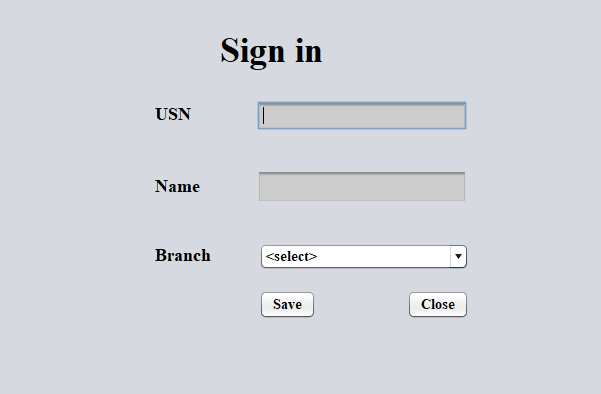 Sign in
USN
Name
Branch <select>
Save Close